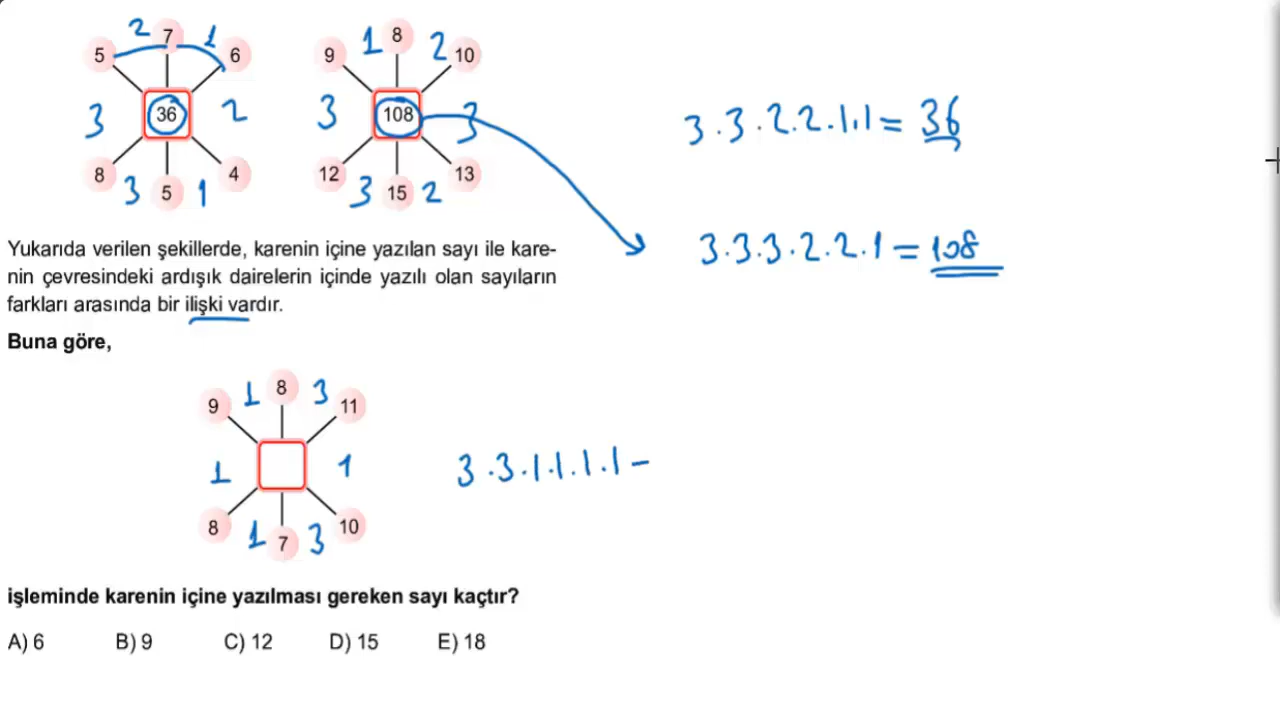 2 7 1 1 8 2
5 6 9 10
3 36 2 3 108 3 3.3.2.2.1.1 = 36
8 4 12 13
3 5 1 3 15 2
Yukarıda verilen şekillerde, karenin içine yazılan sayı ile kare-
3.3.3.2.2.1 = 108
nin çevresindeki ardışık dairelerin içinde yazılı olan sayıların
farkları arasında bir ilişki vardır.
Buna göre,
1 8 3
9 11
1 1 3.3.1.1.1.1 -
8 10
1 7 3
işleminde karenin içine yazılması gereken sayı kaçtır?
A) 6 B) 9 C) 12 D) 15 E) 18